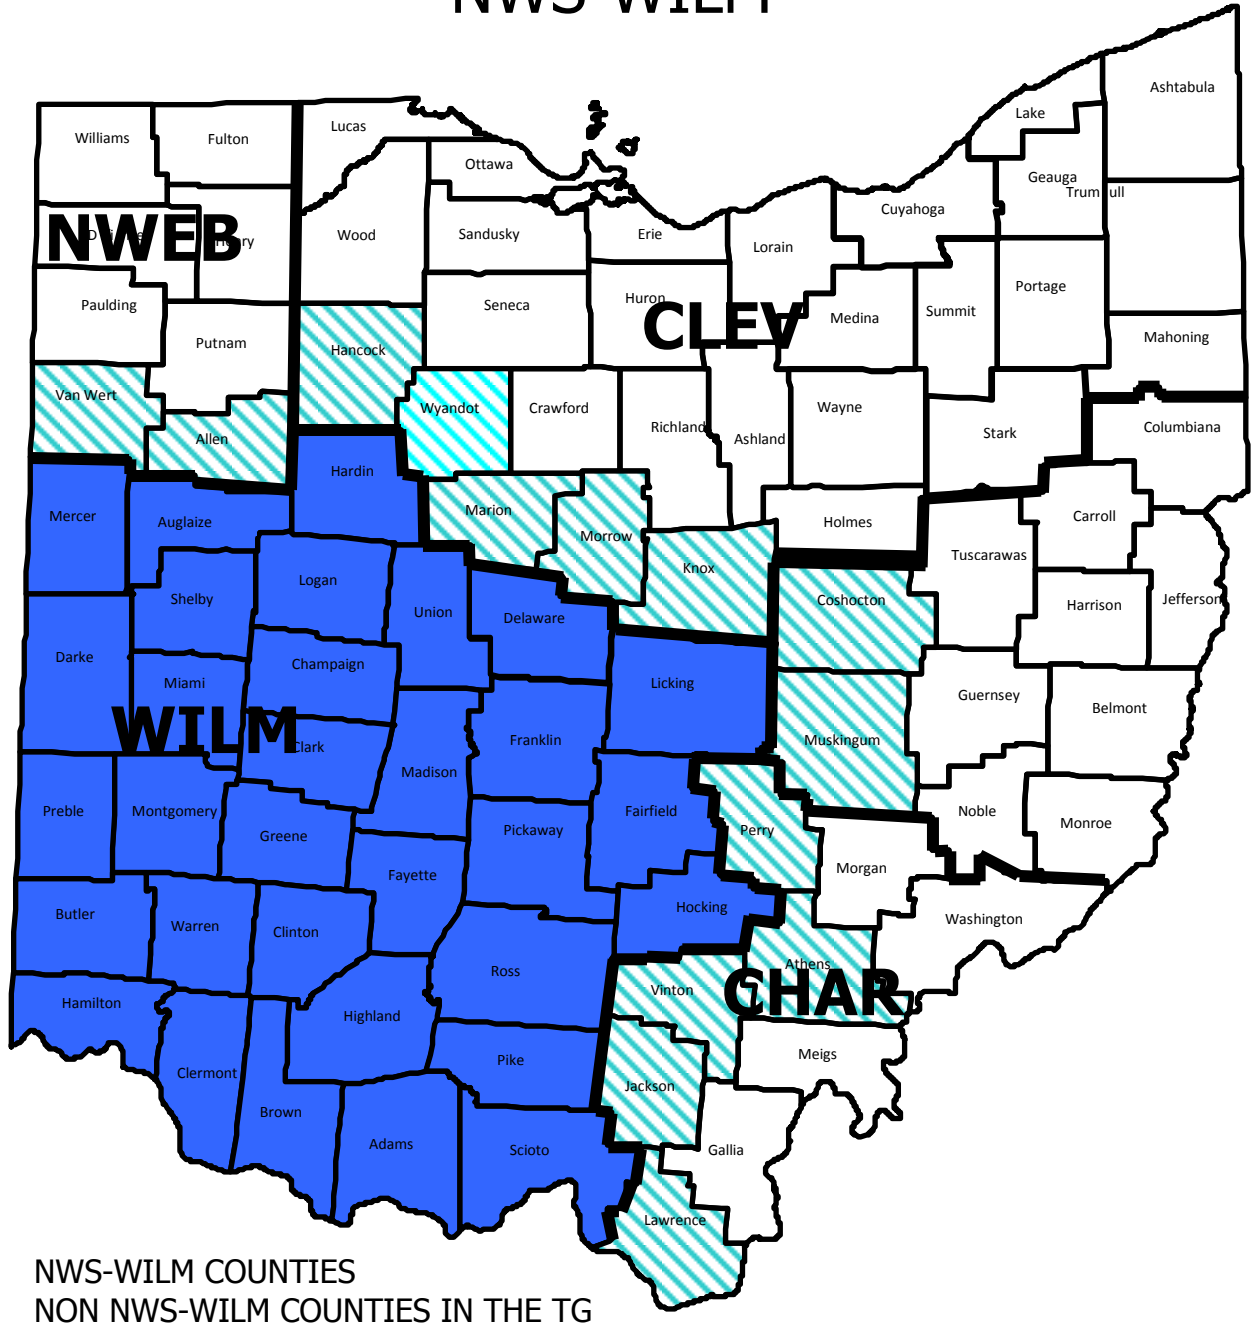 NWS-WILM
Ashtabula
Lake
Williams
Fulton
Lucas
Ottawa
Geauga
Trumbull
Cuyahoga
NWEB
Henry
Wood
Sandusky
Erie
Lorain
Paulding
Seneca
Huron
CLEV
Medina
Summit
Portage
Mahoning
Putnam
Hancock
Van Wert
Allen
Wyandot
Crawford
Richland
Ashland
Wayne
Stark
Columbiana
Hardin
Mercer
Auglaize
Marion
Morrow
Holmes
Carroll
Tuscarawas
Knox
Logan
Shelby
Union
Delaware
Coshocton
Harrison
Jefferson
Darke
Champaign
Miami
Licking
Guernsey
Belmont
WILM
Clark
Franklin
Muskingum
Madison
Preble
Montgomery
Greene
Pickaway
Fairfield
Perry
Noble
Monroe
Fayette
Morgan
Butler
Warren
Clinton
Hocking
Washington
Ross
Athens
Vinton
CHAR
Hamilton
Highland
Clermont
Pike
Jackson
Meigs
Brown
Adams
Scioto
Gallia
Lawrence
NWS-WILM COUNTIES
NON NWS-WILM COUNTIES IN THE TG